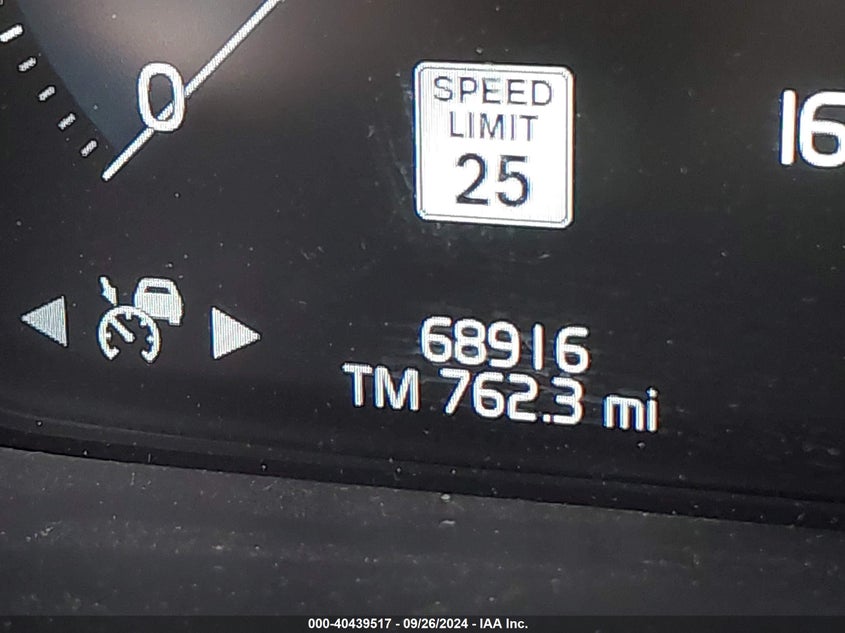 0
SPEED
LIMIT
25
16
68916
TM 762.3 mi
000-40439517 - 09/26/2024 - IAA Inc.